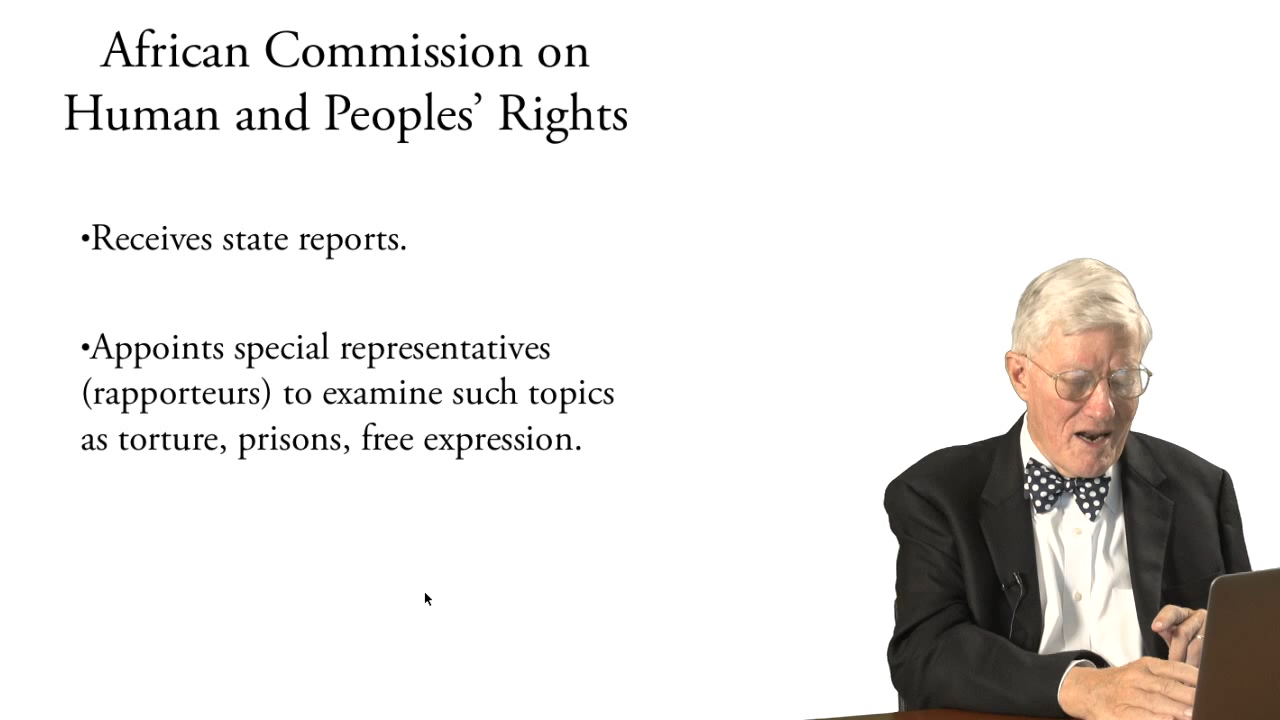 African Commission on
Human and Peoples’ Rights
•Receives state reports.
•Appoints special representatives
(rapporteurs) to examine such topics
as torture, prisons, free expression.